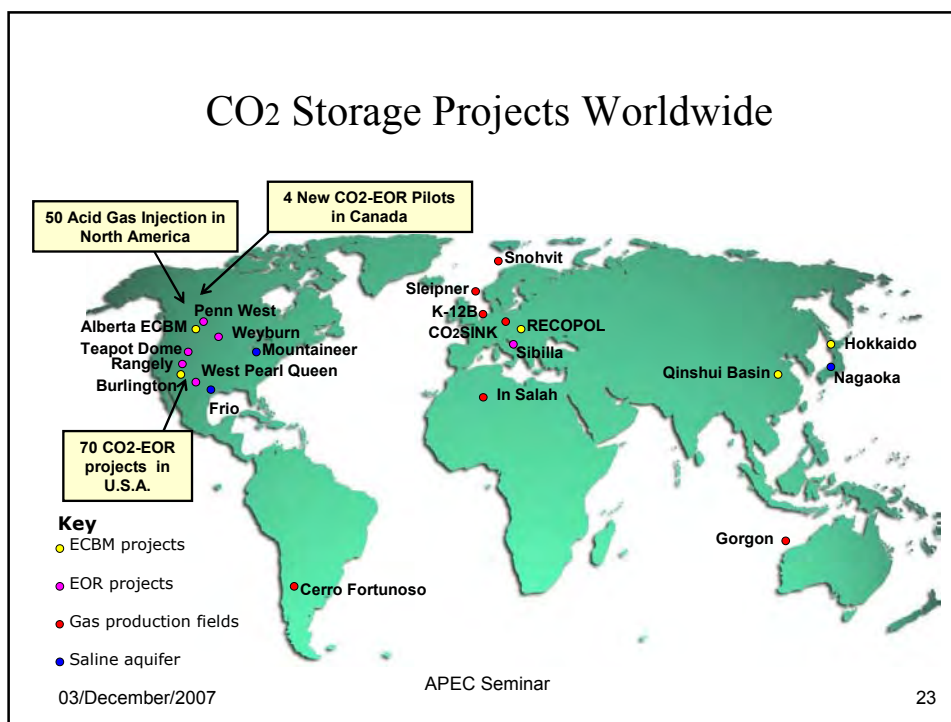 CO2 Storage Projects Worldwide
4 New CO2-EOR Pilots
in Canada
50 Acid Gas Injection in
North America
Snohvit
Sleipner
Penn West
K-12B
Alberta ECBM
Weyburn
CO2SINK
RECOPOL
Teapot Dome
Mountaineer
Sibilla
Hokkaido
Rangely
West Pearl Queen
Qinshui Basin
Burlington
Nagaoka
In Salah
Frio
70 CO2-EOR
projects in
U.S.A.
Key
ECBM projects
Gorgon
EOR projects
Cerro Fortunoso
Gas production fields
Saline aquifer
03/December/2007
APEC Seminar
23